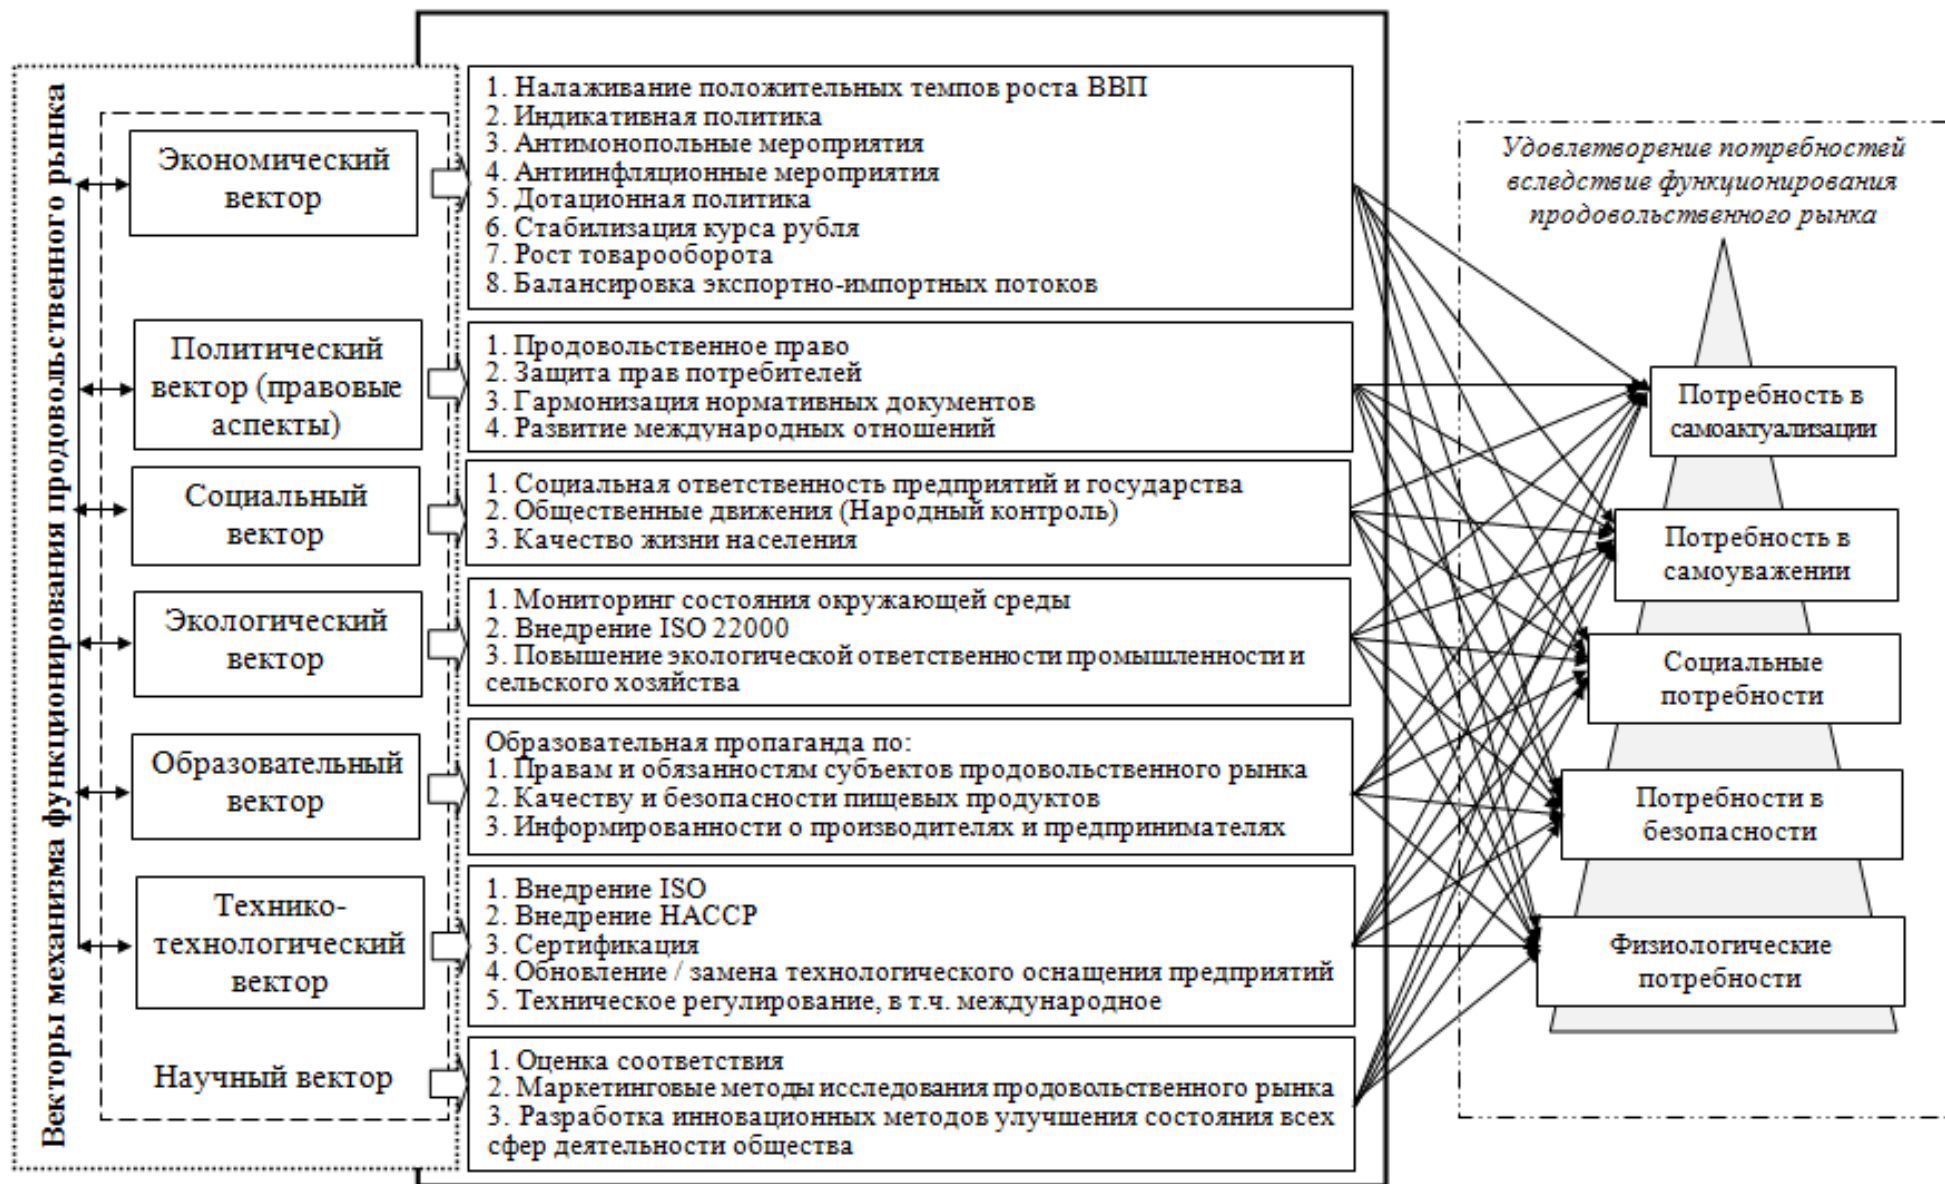 Векторы механизма функционирования продовольственного рынка
Экономический
вектор
1. Налаживание положительных темпов роста ВВП
2. Индикативная политика
3. Антимонопольные мероприятия
4. Антиинфляционные мероприятия
5. Дотационная политика
6. Стабилизация курса рубля
7. Рост товарооборота
8. Балансировка экспортно-импортных потоков
Политический
вектор (правовые
аспекты)
1. Продовольственное право
2. Защита прав потребителей
3. Гармонизация нормативных документов
4. Развитие международных отношений
Социальный
вектор
1. Социальная ответственность предприятий и государства
2. Общественные движения (Народный контроль)
3. Качество жизни населения
Экологический
вектор
1. Мониторинг состояния окружающей среды
2. Внедрение ISO 22000
3. Повышение экологической ответственности промышленности и
сельского хозяйства
Образовательный
вектор
Образовательная пропаганда по:
1. Правам и обязанностям субъектов продовольственного рынка
2. Качеству и безопасности пищевых продуктов
3. Информированности о производителях и предпринимателях
Технико-
технологический
вектор
1. Внедрение ISO
2. Внедрение НАССР
3. Сертификация
4. Обновление / замена технологического оснащения предприятий
5. Техническое регулирование, в т.ч. международное
Научный вектор
1. Оценка соответствия
2. Маркетинговые методы исследования продовольственного рынка
3. Разработка инновационных методов улучшения состояния всех
сфер деятельности общества
Удовлетворение потребностей
вследствие функционирования
продовольственного рынка
Потребность в
самоактуализации
Потребность в
самоуважении
Социальные
потребности
Потребности в
безопасности
Физиологические
потребности